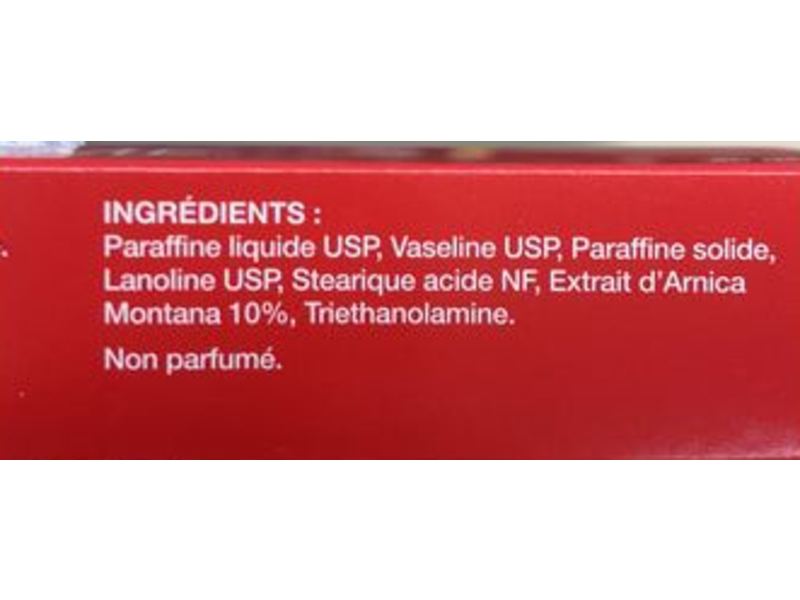 INGRÉDIENTS :
Paraffine liquide USP, Vaseline USP, Paraffine solide,
Lanoline USP, Stearique acide NF, Extrait d'Arnica
Montana 10%, Triethanolamine.
Non parfumé.